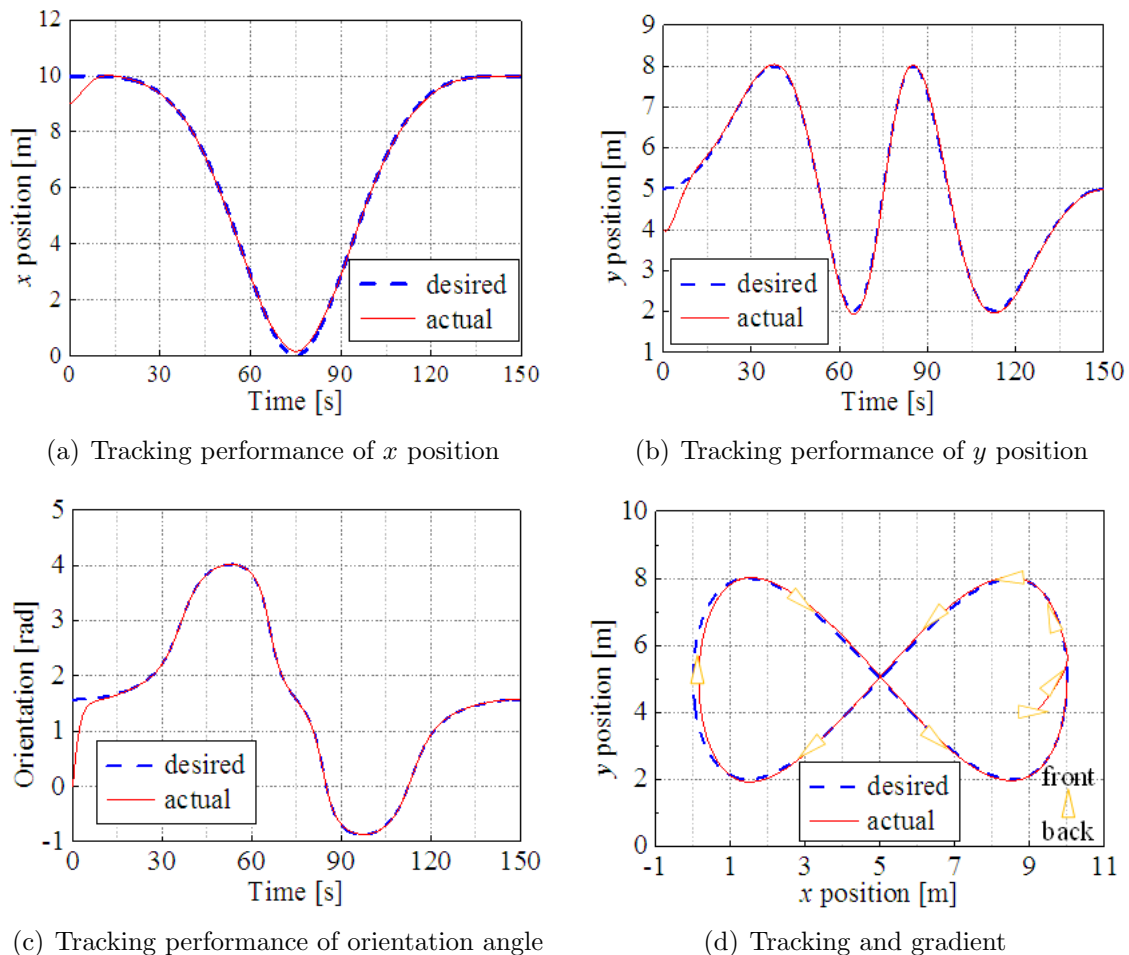 12
10
8
6
4
2
0
x position [m]
desired
actual
0 30 60 90 120 150
Time [s]
(a) Tracking performance of x position
9
8
7
6
5
4
3
2
1
y position [m]
desired
actual
0 30 60 90 120 150
Time [s]
(b) Tracking performance of y position
5
4
3
2
1
0
-1
Orientation [rad]
desired
actual
0 30 60 90 120 150
Time [s]
(c) Tracking performance of orientation angle
10
8
6
4
2
0
y position [m]
desired
actual
front
back
-1 1 3 5 7 9 11
x position [m]
(d) Tracking and gradient